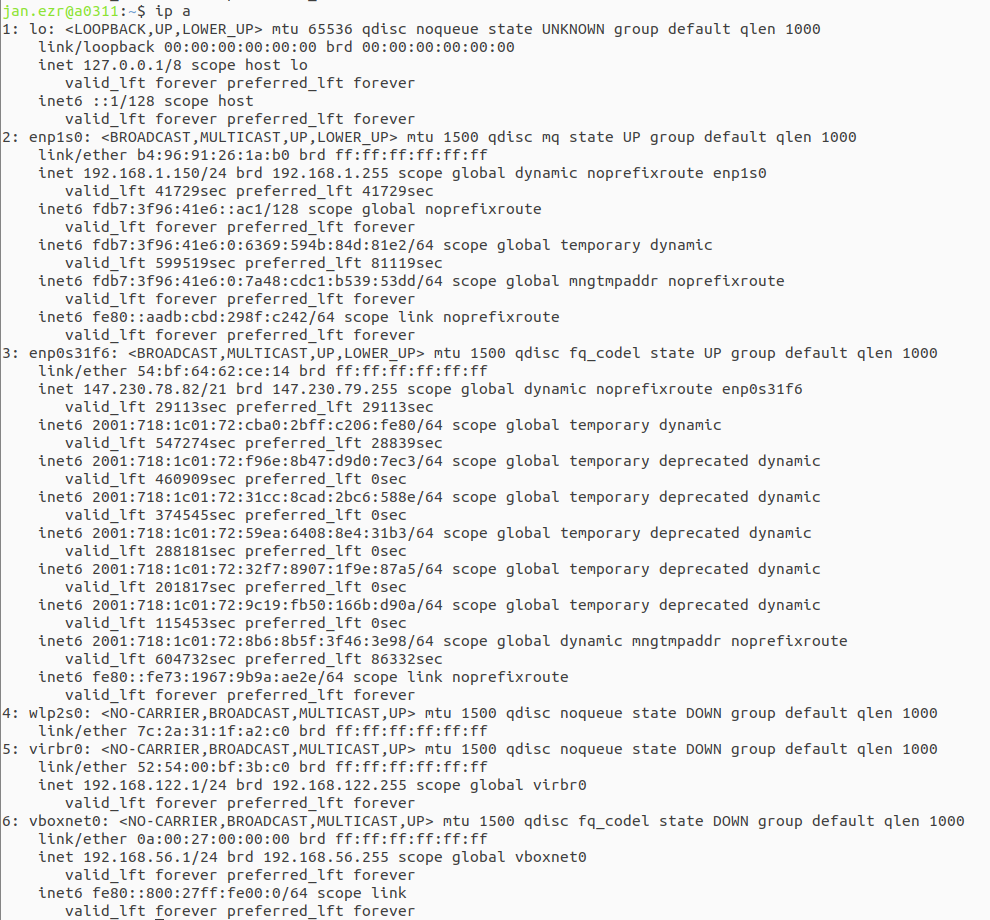 jan.ezr@a0311:~$ ip a
1: lo: <LOOPBACK,UP,LOWER_UP> mtu 65536 qdisc noqueue state UNKNOWN group default qlen 1000
    link/loopback 00:00:00:00:00:00 brd 00:00:00:00:00:00
    inet 127.0.0.1/8 scope host lo
       valid_lft forever preferred_lft forever
    inet6 ::1/128 scope host
       valid_lft forever preferred_lft forever
2: enp1s0: <BROADCAST,MULTICAST,UP,LOWER_UP> mtu 1500 qdisc mq state UP group default qlen 1000
    link/ether b4:96:91:26:1a:b0 brd ff:ff:ff:ff:ff:ff
    inet 192.168.1.150/24 brd 192.168.1.255 scope global dynamic noprefixroute enp1s0
       valid_lft 41729sec preferred_lft 41729sec
    inet6 fdb7:3f96:41e6::ac1/128 scope global noprefixroute
       valid_lft forever preferred_lft forever
    inet6 fdb7:3f96:41e6:0:6369:594b:84d:81e2/64 scope global temporary dynamic
       valid_lft 599519sec preferred_lft 81119sec
    inet6 fdb7:3f96:41e6:0:7a48:cdc1:b539:53dd/64 scope global mngtmpaddr noprefixroute
       valid_lft forever preferred_lft forever
    inet6 fe80::aadb:cbd:298f:c242/64 scope link noprefixroute
       valid_lft forever preferred_lft forever
3: enp0s31f6: <BROADCAST,MULTICAST,UP,LOWER_UP> mtu 1500 qdisc fq_codel state UP group default qlen 1000
    link/ether 54:bf:64:62:ce:14 brd ff:ff:ff:ff:ff:ff
    inet 147.230.78.82/21 brd 147.230.79.255 scope global dynamic noprefixroute enp0s31f6
       valid_lft 29113sec preferred_lft 29113sec
    inet6 2001:718:1c01:72:cba0:2bff:c206:fe80/64 scope global temporary dynamic
       valid_lft 547274sec preferred_lft 28839sec
    inet6 2001:718:1c01:72:f96e:8b47:d9d0:7ec3/64 scope global temporary deprecated dynamic
       valid_lft 460909sec preferred_lft 0sec
    inet6 2001:718:1c01:72:31cc:8cad:2bc6:588e/64 scope global temporary deprecated dynamic
       valid_lft 374545sec preferred_lft 0sec
    inet6 2001:718:1c01:72:59ea:6408:8e4:31b3/64 scope global temporary deprecated dynamic
       valid_lft 288181sec preferred_lft 0sec
    inet6 2001:718:1c01:72:32f7:8907:1f9e:87a5/64 scope global temporary deprecated dynamic
       valid_lft 201817sec preferred_lft 0sec
    inet6 2001:718:1c01:72:9c19:fb50:166b:d90a/64 scope global temporary deprecated dynamic
       valid_lft 115453sec preferred_lft 0sec
    inet6 2001:718:1c01:72:8b6:8b5f:3f46:3e98/64 scope global dynamic mngtmpaddr noprefixroute
       valid_lft 604732sec preferred_lft 86332sec
    inet6 fe80::fe73:1967:9b9a:ae2e/64 scope link noprefixroute
       valid_lft forever preferred_lft forever
4: wlp2s0: <NO-CARRIER,BROADCAST,MULTICAST,UP> mtu 1500 qdisc noqueue state DOWN group default qlen 1000
    link/ether 7c:2a:31:1f:a2:c0 brd ff:ff:ff:ff:ff:ff
5: virbr0: <NO-CARRIER,BROADCAST,MULTICAST,UP> mtu 1500 qdisc noqueue state DOWN group default qlen 1000
    link/ether 52:54:00:bf:3b:c0 brd ff:ff:ff:ff:ff:ff
    inet 192.168.122.1/24 brd 192.168.122.255 scope global virbr0
       valid_lft forever preferred_lft forever
6: vboxnet0: <NO-CARRIER,BROADCAST,MULTICAST,UP> mtu 1500 qdisc fq_codel state DOWN group default qlen 1000
    link/ether 0a:00:27:00:00:00 brd ff:ff:ff:ff:ff:ff
    inet 192.168.56.1/24 brd 192.168.56.255 scope global vboxnet0
       valid_lft forever preferred_lft forever
    inet6 fe80::800:27ff:fe00:0/64 scope link
       valid_lft forever preferred_lft forever